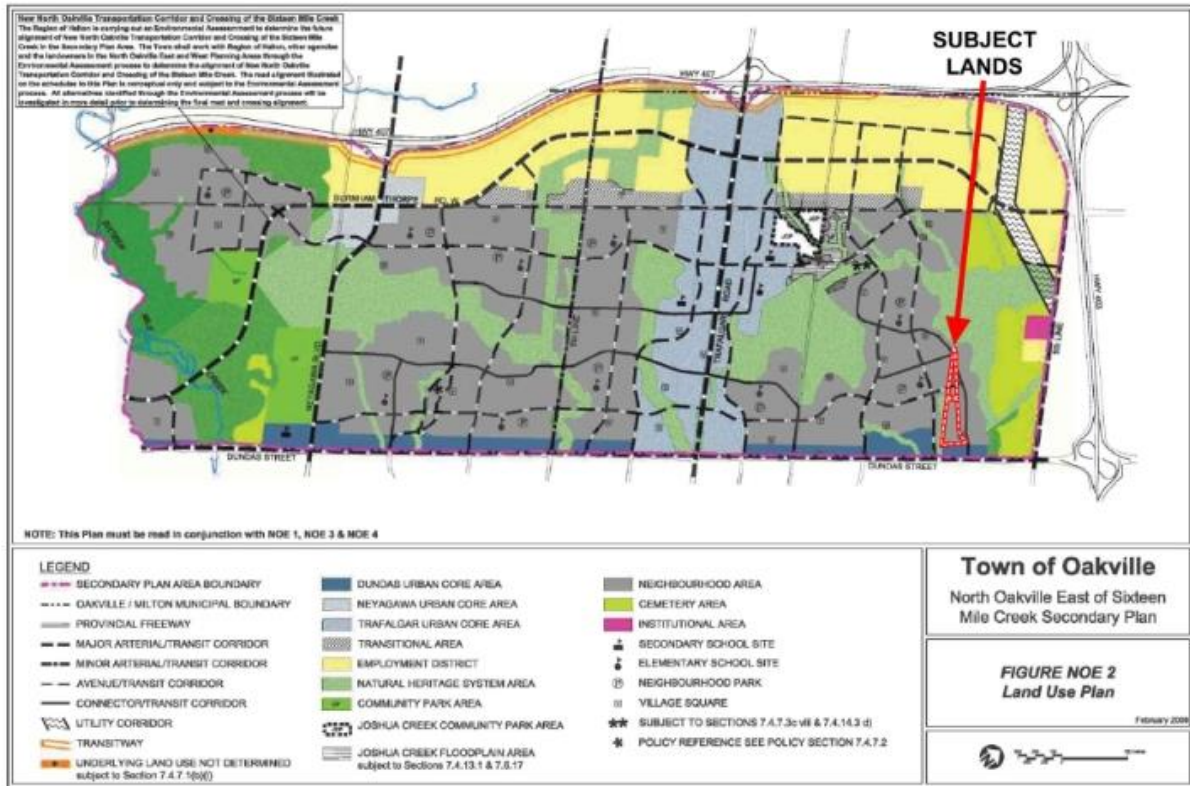 New North Oakville Transportation Corridor and Crossing of the Sixteen Mile Creek
The Region of Halton is carrying out an Environmental Assessment to determine the future
alignment of New North Oakville Transportation Corridor and Crossing of the Sixteen Mile
Creek in the Secondary Plan Area. The Town shall work with Region of Halton, other agencies
and the landowners in the North Oakville East and West Planning Areas through the
Environmental Assessment process to determine the alignment of New North Oakville
Transportation Corridor and Crossing of the Sixteen Mile Creek. The road alignment illustrated
on the schedules to this Plan is conceptual only and subject to the Environmental Assessment
process. All alternatives identified through the Environmental Assessment process will be
investigated in more detail prior to determining the final road and crossing alignment.
SUBJECT
LANDS
HWY 407
HWY 407
BURNHAM THORPE RD. W.
SIXTEEN
MILE CREEK
NEYAGAWA BLVD
TRAFALGAR ROAD
HWY 403
DUNDAS STREET
DUNDAS STREET
NOTE: This Plan must be read in conjunction with NOE 1, NOE 3 & NOE 4
LEGEND
SECONDARY PLAN AREA BOUNDARY
OAKVILLE / MILTON MUNICIPAL BOUNDARY
PROVINCIAL FREEWAY
MAJOR ARTERIAL/TRANSIT CORRIDOR
MINOR ARTERIAL/TRANSIT CORRIDOR
AVENUE/TRANSIT CORRIDOR
CONNECTOR/TRANSIT CORRIDOR
UTILITY CORRIDOR
TRANSITWAY
UNDERLYING LAND USE NOT DETERMINED
subject to Section 7.4.7.1(b)(i)
DUNDAS URBAN CORE AREA
NEYAGAWA URBAN CORE AREA
TRAFALGAR URBAN CORE AREA
TRANSITIONAL AREA
EMPLOYMENT DISTRICT
NATURAL HERITAGE SYSTEM AREA
COMMUNITY PARK AREA
JOSHUA CREEK COMMUNITY PARK AREA
JOSHUA CREEK FLOODPLAIN AREA
subject to Sections 7.4.13.1 & 7.6.17
NEIGHBOURHOOD AREA
CEMETERY AREA
INSTITUTIONAL AREA
SECONDARY SCHOOL SITE
ELEMENTARY SCHOOL SITE
NEIGHBOURHOOD PARK
VILLAGE SQUARE
SUBJECT TO SECTIONS 7.4.7.3c viii & 7.4.14.3 d)
POLICY REFERENCE SEE POLICY SECTION 7.4.7.2
Town of Oakville
North Oakville East of Sixteen
Mile Creek Secondary Plan
FIGURE NOE 2
Land Use Plan